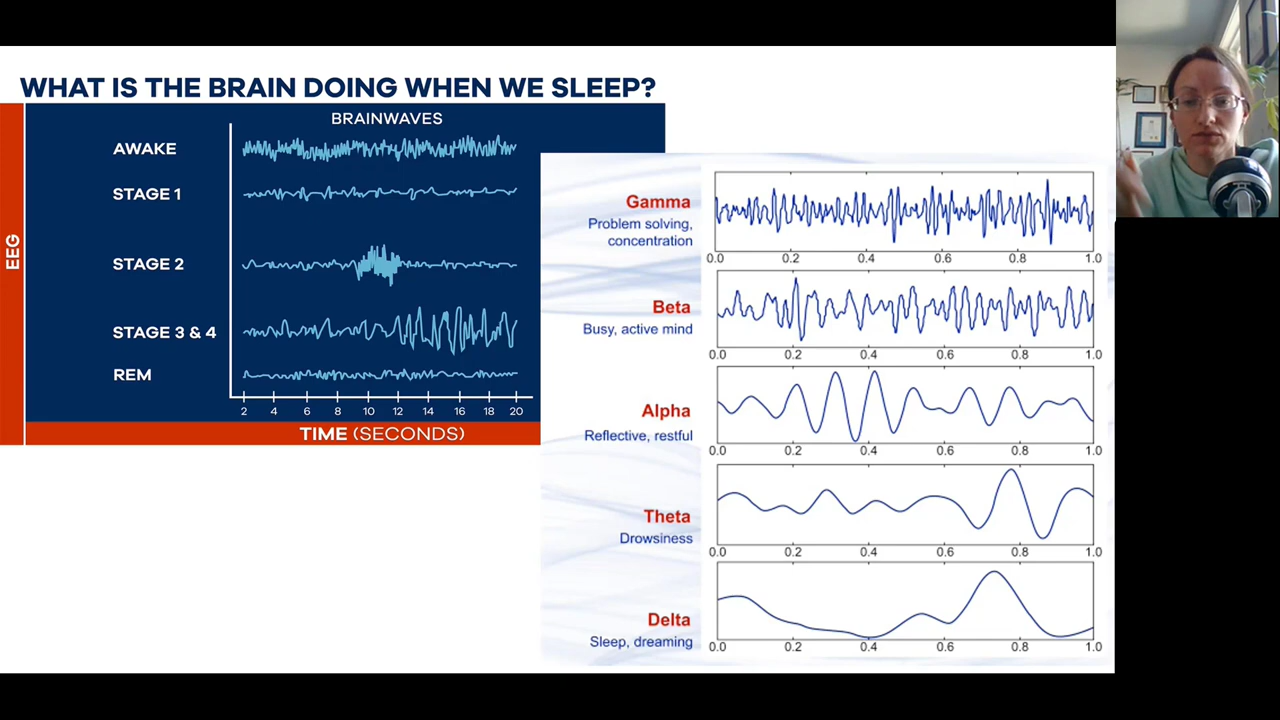 WHAT IS THE BRAIN DOING WHEN WE SLEEP?
BRAINWAVES
EEG
AWAKE
STAGE 1
STAGE 2
STAGE 3 & 4
REM
2 4 6 8 10 12 14 16 18 20
TIME (SECONDS)
Gamma
Problem solving,
concentration
0.0 0.2 0.4 0.6 0.8 1.0
Beta
Busy, active mind
0.0 0.2 0.4 0.6 0.8 1.0
Alpha
Reflective, restful
0.0 0.2 0.4 0.6 0.8 1.0
Theta
Drowsiness
0.0 0.2 0.4 0.6 0.8 1.0
Delta
Sleep, dreaming
0.0 0.2 0.4 0.6 0.8 1.0